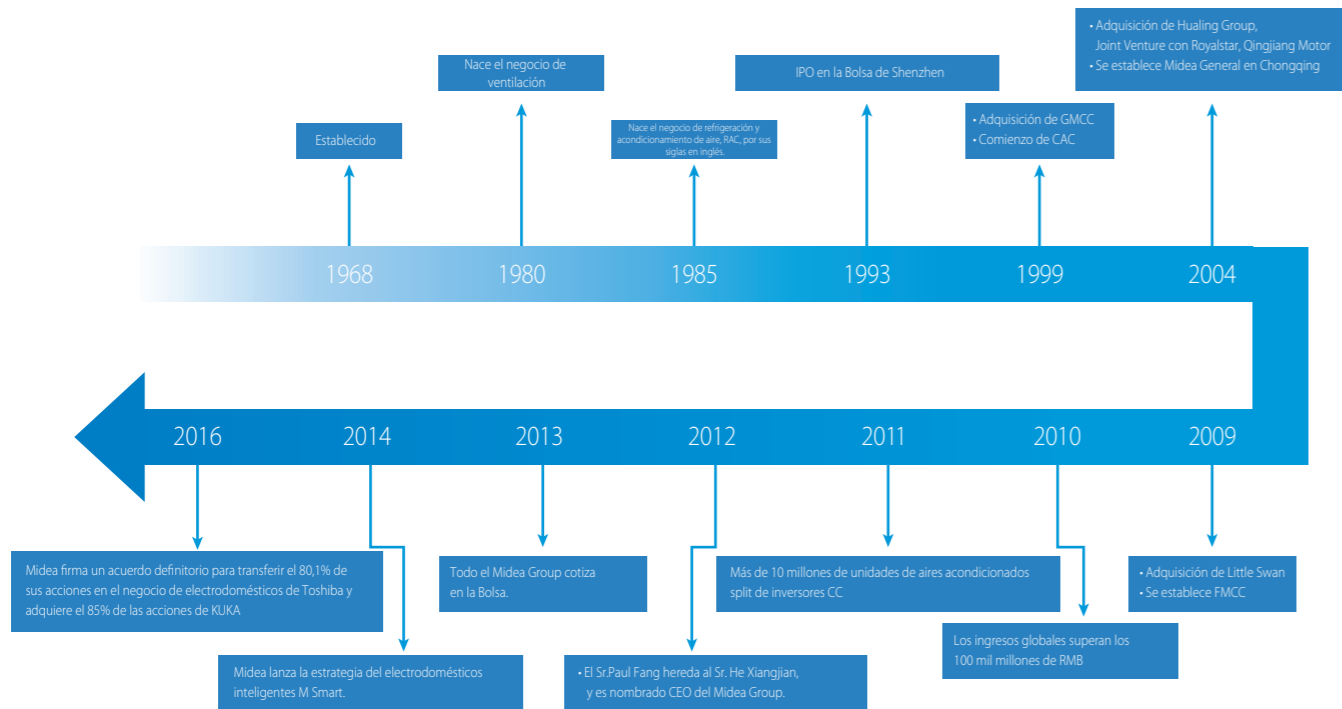 • Adquisición de Hualing Group,
Joint Venture con Royalstar, Qingjiang Motor
• Se establece Midea General en Chongqing
Nace el negocio de
ventilación
IPO en la Bolsa de Shenzhen
Establecido
Nace el negocio de refrigeración y
acondicionamiento de aire, RAC, por sus
siglas en inglés.
• Adquisición de GMCC
• Comienzo de CAC
1968
1980
1985
1993
1999
2004
2016
2014
2013
2012
2011
2010
2009
Midea firma un acuerdo definitorio para transferir el 80,1% de
sus acciones en el negocio de electrodomésticos de Toshiba y
adquiere el 85% de las acciones de KUKA
Todo el Midea Group cotiza
en la Bolsa.
Más de 10 millones de unidades de aires acondicionados
split de inversores CC
• Adquisición de Little Swan
• Se establece FMCC
Midea lanza la estrategia del electrodomésticos
inteligentes M Smart.
• El Sr.Paul Fang hereda al Sr. He Xiangjian,
y es nombrado CEO del Midea Group.
Los ingresos globales superan los
100 mil millones de RMB